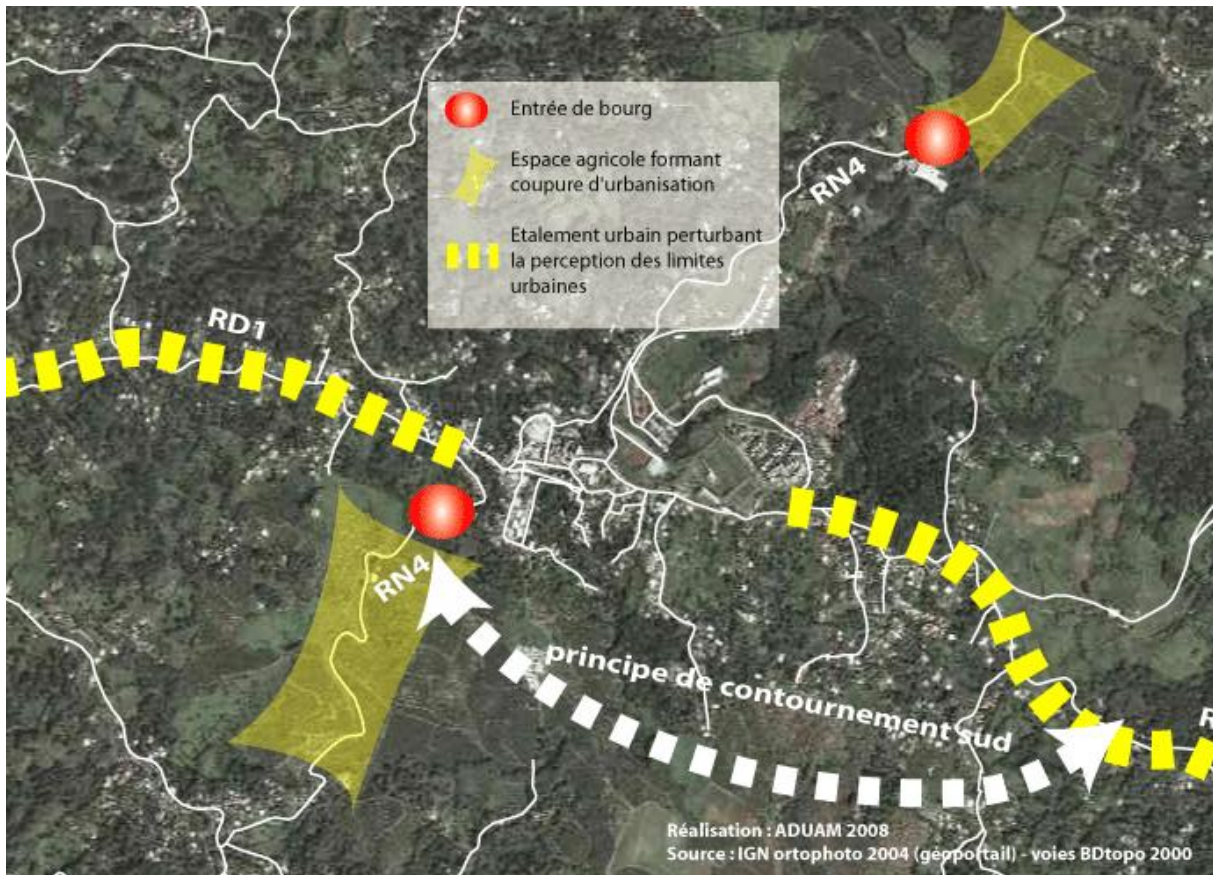 Entrée de bourg
Espace agricole formant
coupure d'urbanisation
Etalement urbain perturbant
la perception des limites
urbaines
RN4
RD1
RN4
principe de contournement sud
R
Réalisation : ADUAM 2008
Source : IGN ortophoto 2004 (géoportail) - voies BDtopo 2000